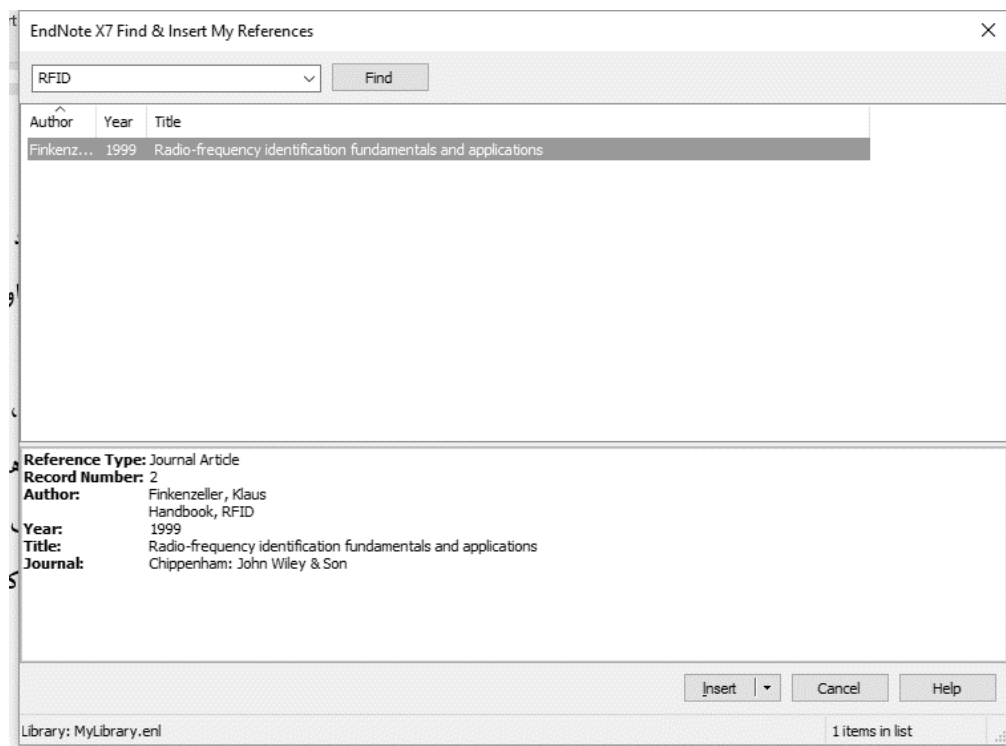 EndNote X7 Find & Insert My References
RFID Find
Author Year Title
Finkenz... 1999 Radio-frequency identification fundamentals and applications
Reference Type: Journal Article
Record Number: 2
Author: Finkenzeller, Klaus
Handbook, RFID
Year: 1999
Title: Radio-frequency identification fundamentals and applications
Journal: Chippenham: John Wiley & Son
Insert Cancel Help
Library: MyLibrary.enl 1 items in list